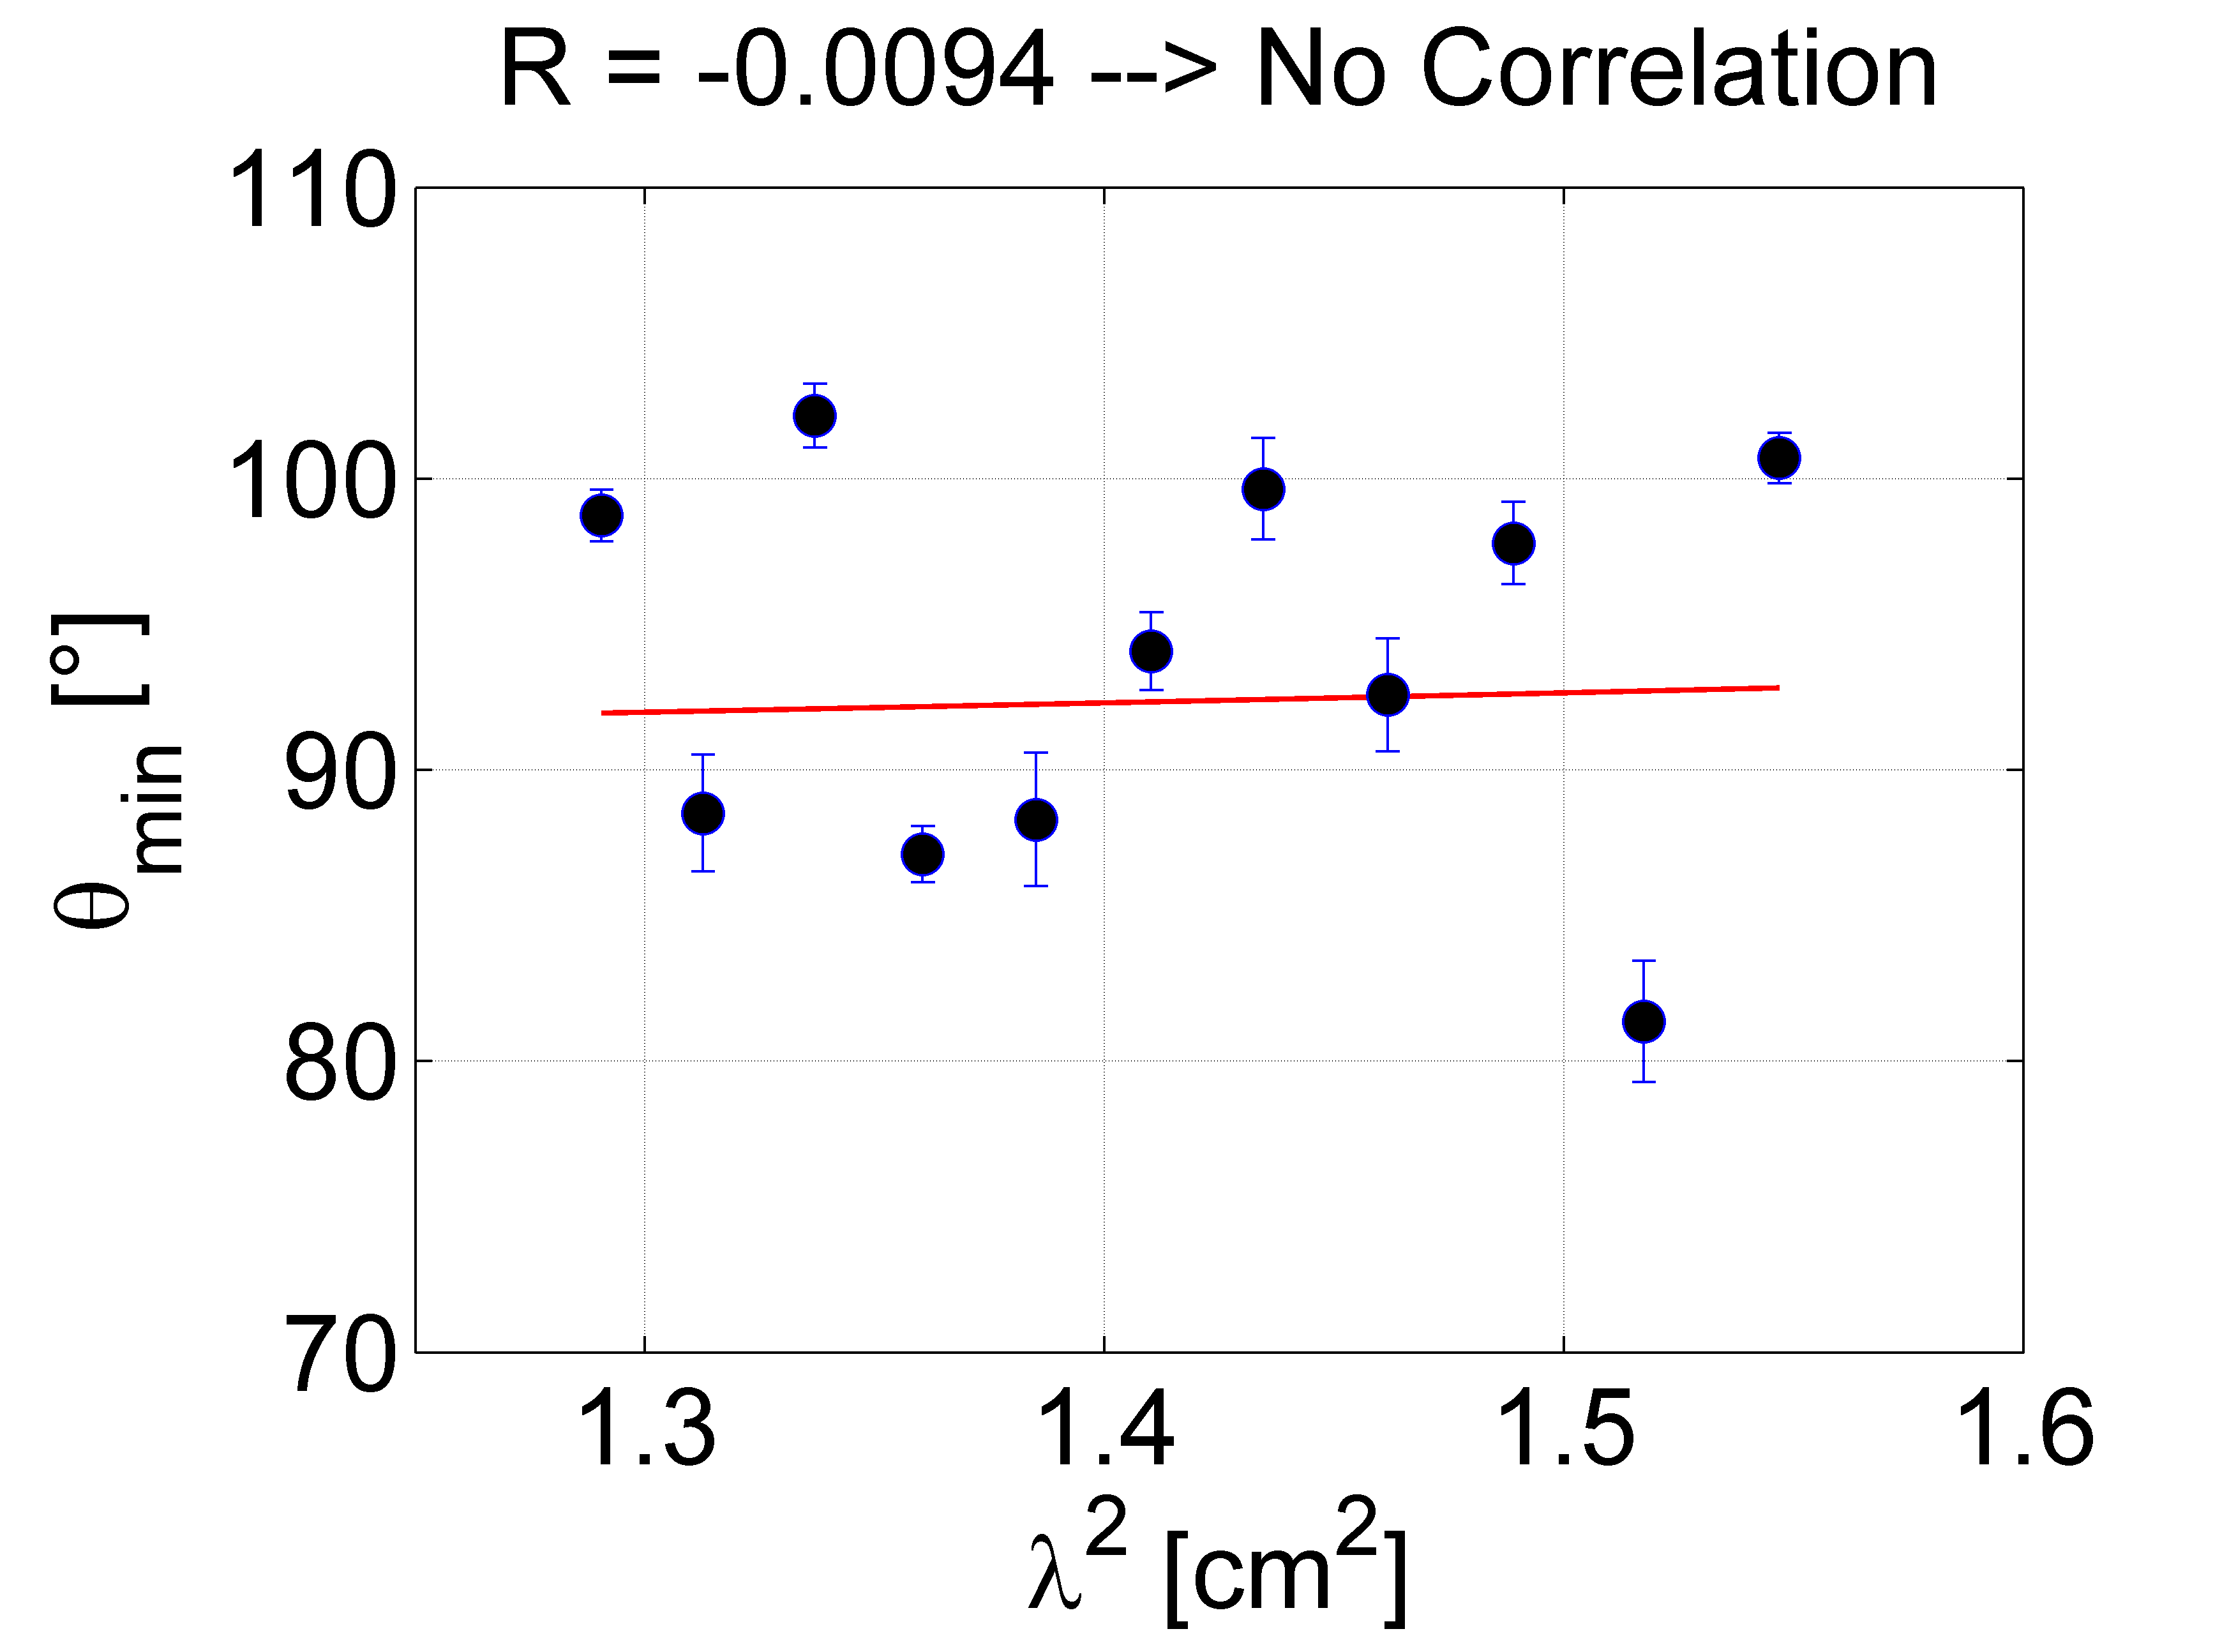 R = -0.0094 --> No Correlation
110
100
90
80
70
θmin [°]
1.3 1.4 1.5 1.6
λ² [cm²]